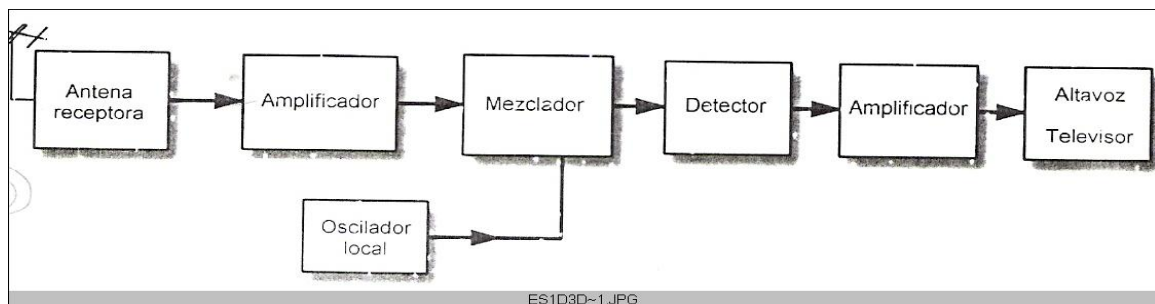 Antena
receptora
Amplificador
Mezclador
Detector
Amplificador
Altavoz
Televisor
Oscilador
local
ES1D3D~1.JPG